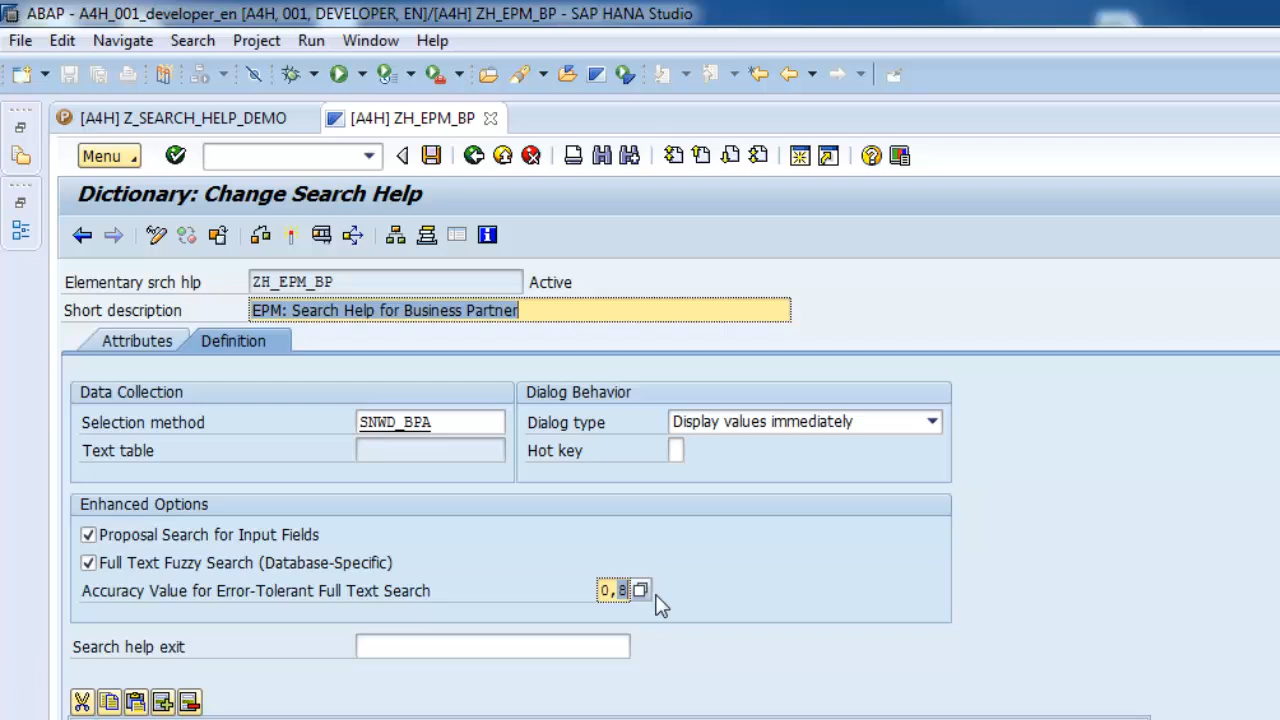 ABAP - A4H_001_developer_en [A4H, 001, DEVELOPER, EN]/[A4H] ZH_EPM_BP - SAP HANA Studio
File Edit Navigate Search Project Run Window Help
[A4H] Z_SEARCH_HELP_DEMO [A4H] ZH_EPM_BP
Menu
Dictionary: Change Search Help
Elementary srch hlp ZH_EPM_BP Active
Short description EPM: Search Help for Business Partner
Attributes Definition
Data Collection Dialog Behavior
Selection method SNWD_BPA Dialog type Display values immediately
Text table Hot key
Enhanced Options
Proposal Search for Input Fields
Full Text Fuzzy Search (Database-Specific)
Accuracy Value for Error-Tolerant Full Text Search 0,8
Search help exit